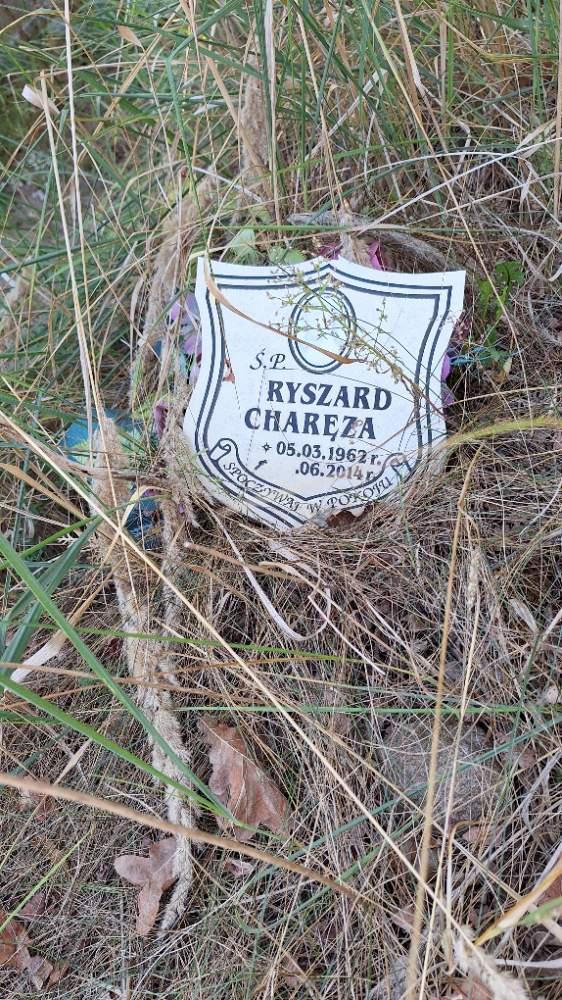 Ś.P.
RYSZARD
CHARĘZA
05.03.1962 r.
.06.2014 r.
SPOCZYWAJ W POKOJU